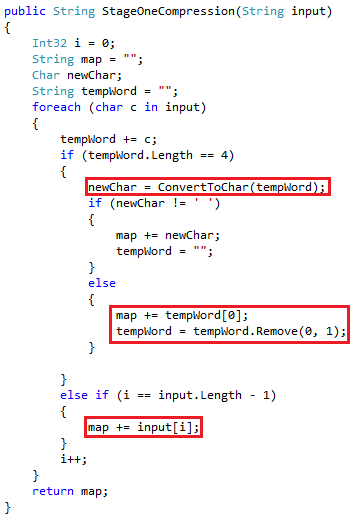 public String StageOneCompression(String input)
{
Int32 i = 0;
String map = "";
Char newChar;
String tempWord = "";
foreach (char c in input)
{
tempWord += c;
if (tempWord.Length == 4)
{
newChar = ConvertToChar(tempWord);
if (newChar != ' ')
{
map += newChar;
tempWord = "";
}
else
{
map += tempWord[0];
tempWord = tempWord.Remove(0, 1);
}
}
else if (i == input.Length - 1)
{
map += input[i];
}
i++;
}
return map;
}